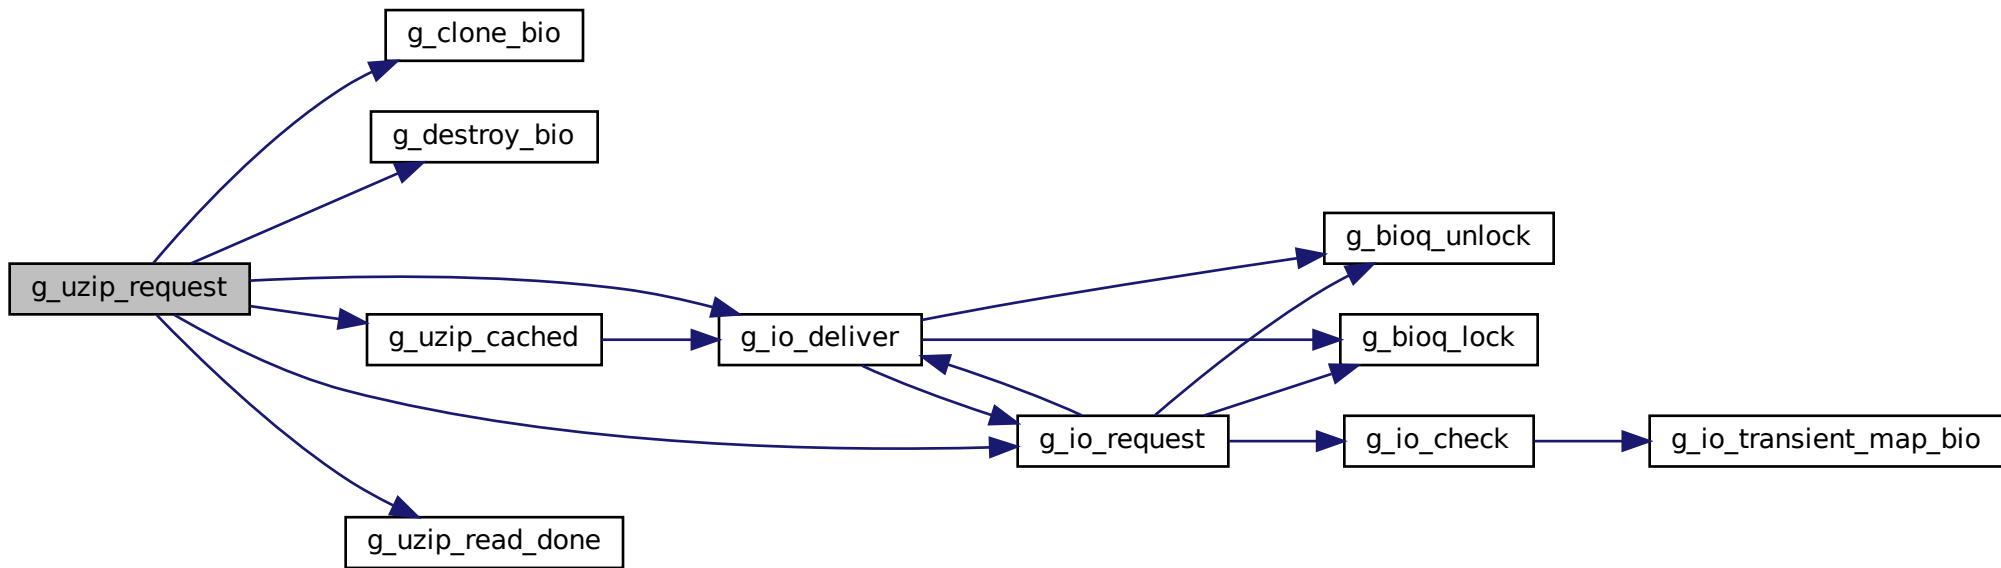 g_clone_bio
g_destroy_bio
g_bioq_unlock
g_uzip_request
g_uzip_cached
g_io_deliver
g_bioq_lock
g_io_request
g_io_check
g_io_transient_map_bio
g_uzip_read_done